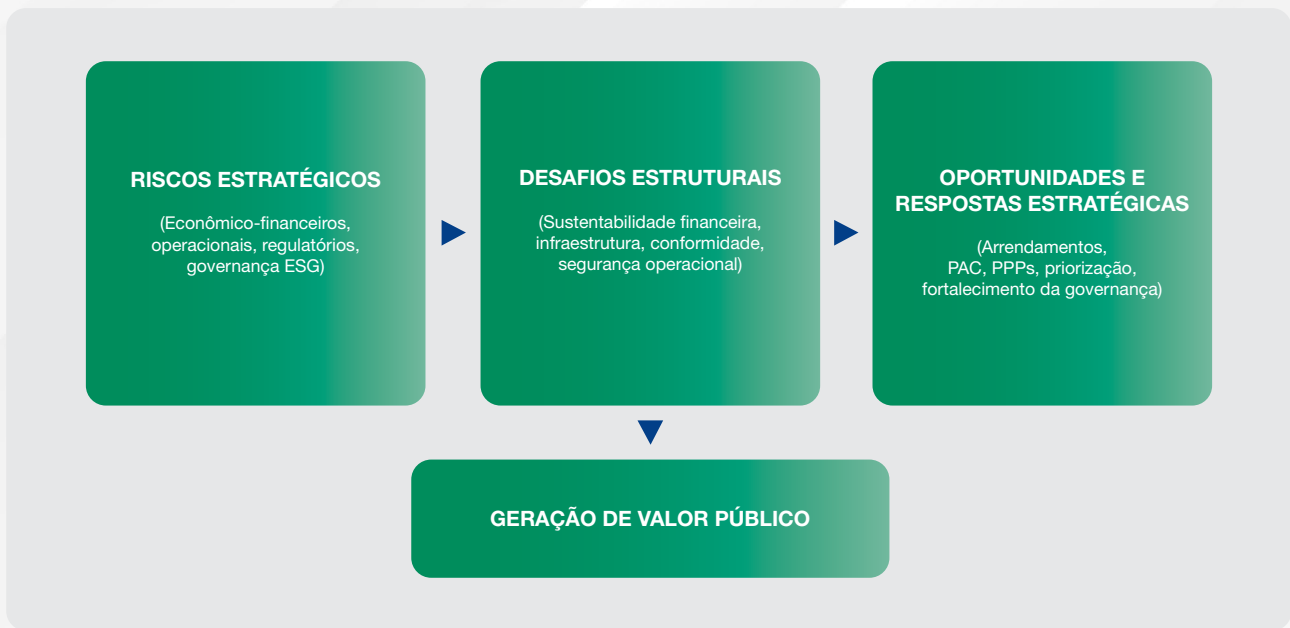 RISCOS ESTRATÉGICOS
(Econômico-financeiros,
operacionais, regulatórios,
governança ESG)
DESAFIOS ESTRUTURAIS
(Sustentabilidade financeira,
infraestrutura, conformidade,
segurança operacional)
OPORTUNIDADES E
RESPOSTAS ESTRATÉGICAS
(Arrendamentos,
PAC, PPPs, priorização,
fortalecimento da governança)
GERAÇÃO DE VALOR PÚBLICO